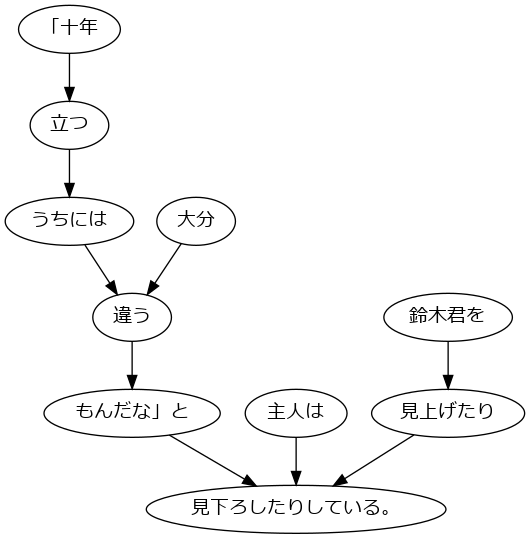 「十年
立つ
うちには
大分
違う
鈴木君を
もんだな」と
主人は
見上げたり
見下ろしたりしている。